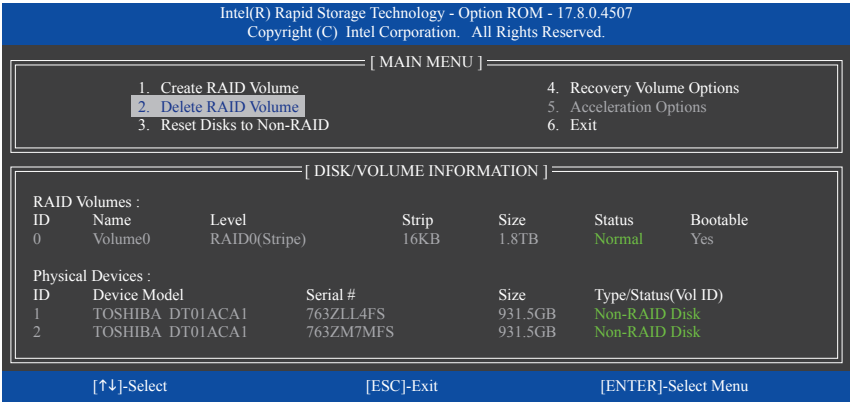 Intel(R) Rapid Storage Technology - Option ROM - 17.8.0.4507
Copyright (C) Intel Corporation. All Rights Reserved.
[ MAIN MENU ]
1. Create RAID Volume
2. Delete RAID Volume
3. Reset Disks to Non-RAID
4. Recovery Volume Options
5. Acceleration Options
6. Exit
[ DISK/VOLUME INFORMATION ]
RAID Volumes :
ID Name Level Strip Size Status Bootable
0 Volume0 RAID0(Stripe) 16KB 1.8TB Normal Yes
Physical Devices :
ID Device Model Serial # Size Type/Status(Vol ID)
1 TOSHIBA DT01ACA1 763ZLL4FS 931.5GB Non-RAID Disk
2 TOSHIBA DT01ACA1 763ZM7MFS 931.5GB Non-RAID Disk
[↑↓]-Select [ESC]-Exit [ENTER]-Select Menu